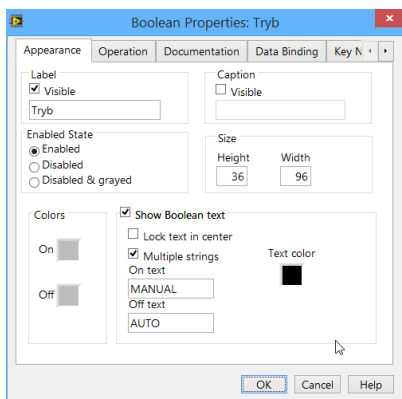 Boolean Properties: Tryb
Appearance Operation Documentation Data Binding Key N
Label
Visible
Tryb
Caption
Visible
Enabled State
Enabled
Disabled
Disabled & grayed
Size
Height Width
36 96
Colors
On
Off
Show Boolean text
Lock text in center
Multiple strings
On text
MANUAL
Off text
AUTO
Text color
OK Cancel Help